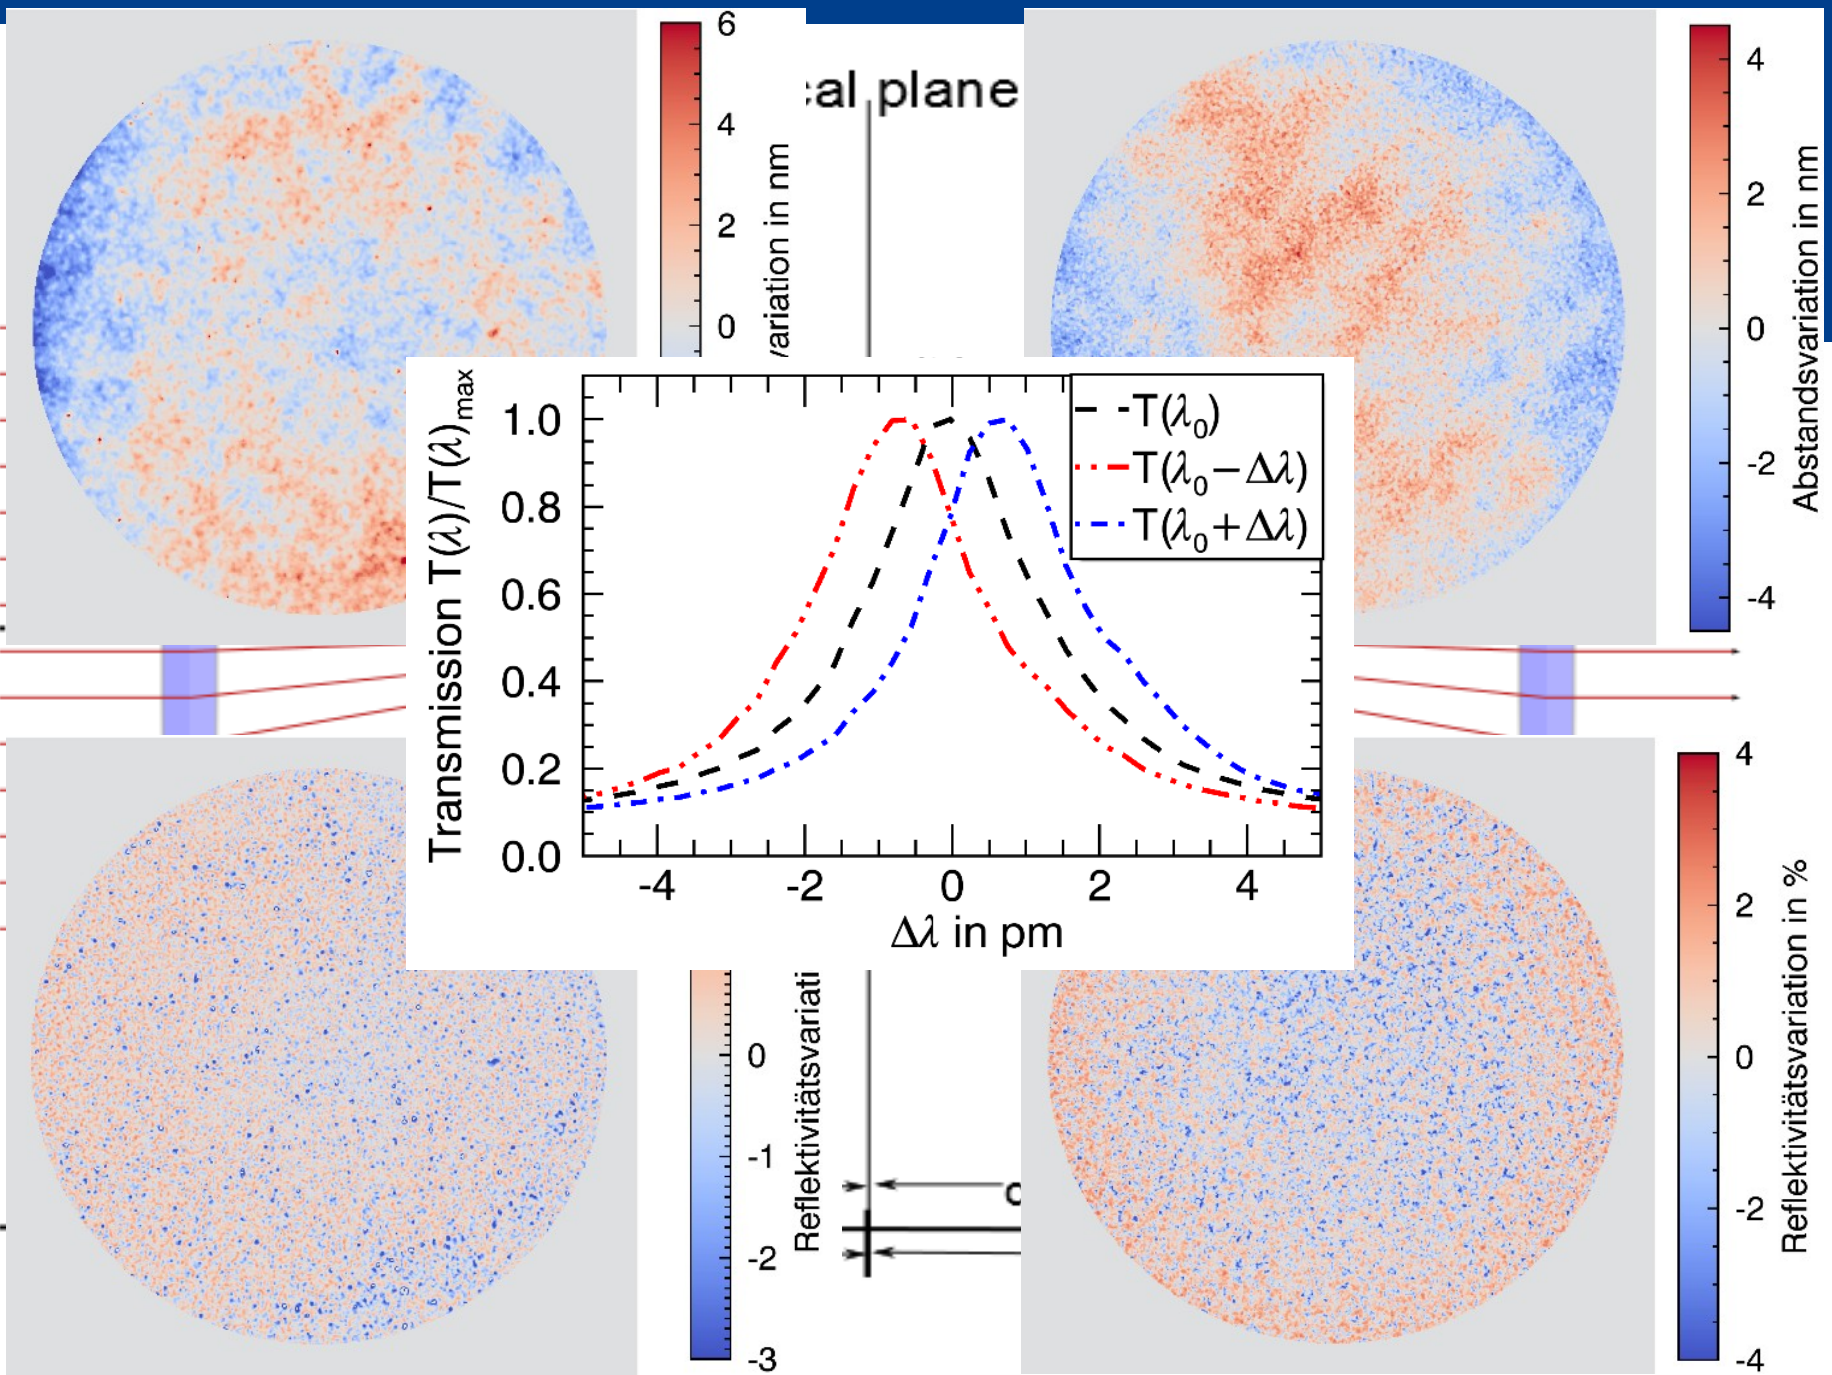 6
4
2
0
variation in nm
cal plane
4
2
0
-2
-4
Abstandsvariation in nm
1.0
0.8
0.6
0.4
0.2
0.0
Transmission T(λ)/T(λ)max
-4 -2 0 2 4
Δλ in pm
T(λ0)
T(λ0−Δλ)
T(λ0+Δλ)
0
-1
-2
-3
Reflektivitätsvariati
4
2
0
-2
-4
Reflektivitätsvariation in %